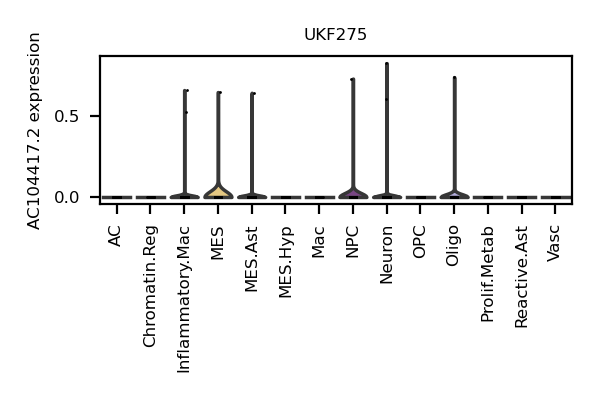 UKF275
AC104417.2 expression
0.5
0.0
AC
Chromatin.Reg
Inflammatory.Mac
MES
MES.Ast
MES.Hyp
Mac
NPC
Neuron
OPC
Oligo
Prolif.Metab
Reactive.Ast
Vasc